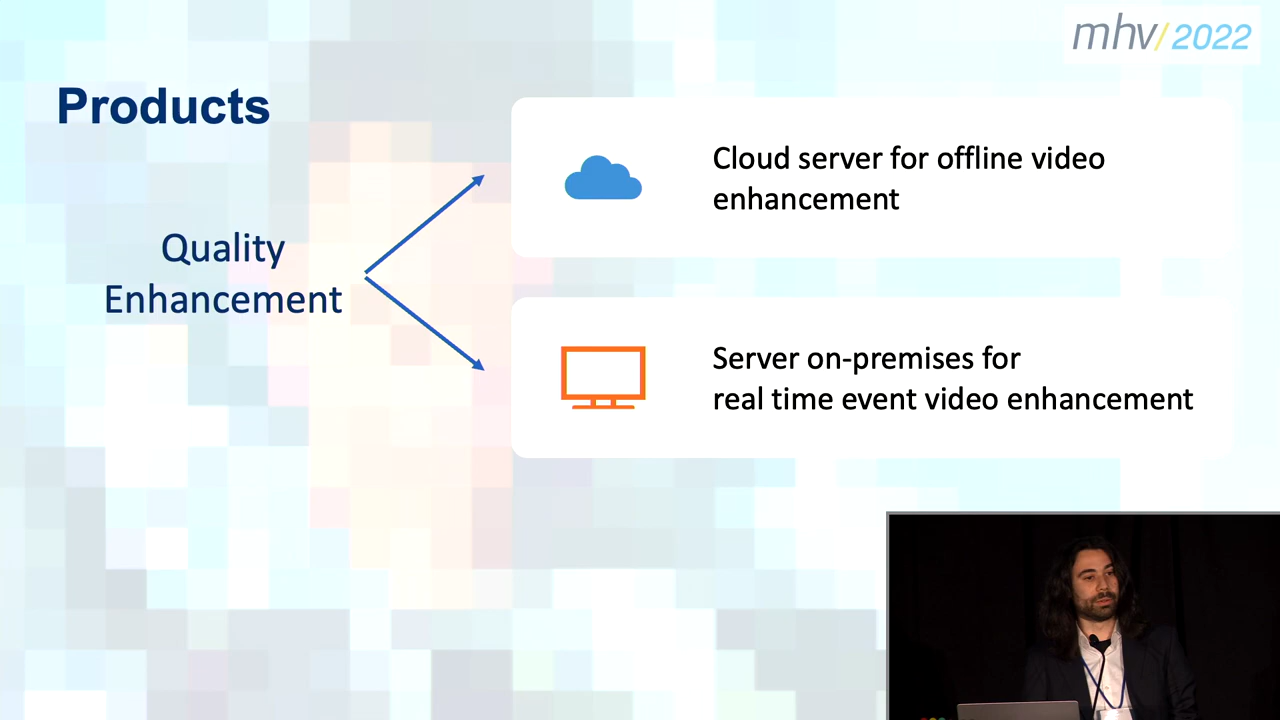 mhv/2022
Products
Quality
Enhancement
Cloud server for offline video
enhancement
Server on-premises for
real time event video enhancement